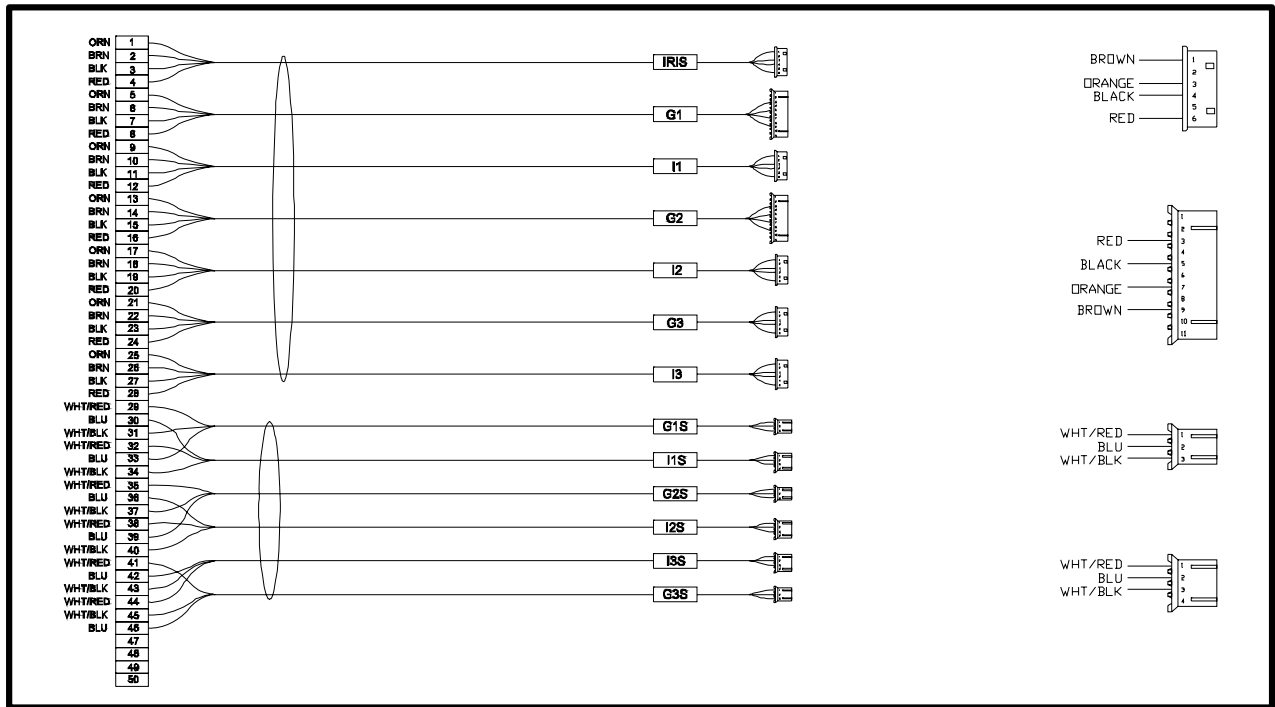 ORN 1
BRN 2
BLK 3
RED 4
ORN 5
BRN 6
BLK 7
RED 8
ORN 9
BRN 10
BLK 11
RED 12
ORN 13
BRN 14
BLK 15
RED 16
ORN 17
BRN 18
BLK 19
RED 20
ORN 21
BRN 22
BLK 23
RED 24
ORN 25
BRN 26
BLK 27
RED 28
WHT/RED 29
BLU 30
WHT/BLK 31
WHT/RED 32
BLU 33
WHT/BLK 34
WHT/RED 35
BLU 36
WHT/BLK 37
WHT/RED 38
BLU 39
WHT/BLK 40
WHT/RED 41
BLU 42
WHT/BLK 43
WHT/RED 44
WHT/BLK 45
BLU 46
47
48
49
50
IRIS
G1
I1
G2
I2
G3
I3
G1S
I1S
G2S
I2S
I3S
G3S
BROWN 1
2
ORANGE 3
BLACK 4
5
RED 6
1
2
RED 3
4
BLACK 5
6
ORANGE 7
8
BROWN 9
10
11
WHT/RED 1
BLU 2
WHT/BLK 3
WHT/RED 1
BLU 2
WHT/BLK 3
4